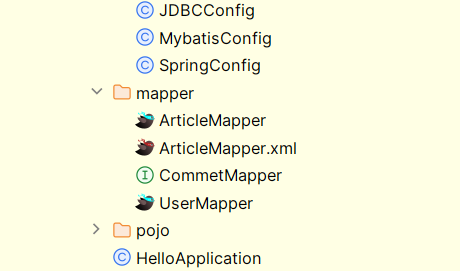 JDBCConfig
MybatisConfig
SpringConfig
mapper
ArticleMapper
ArticleMapper.xml
CommetMapper
UserMapper
pojo
HelloApplication